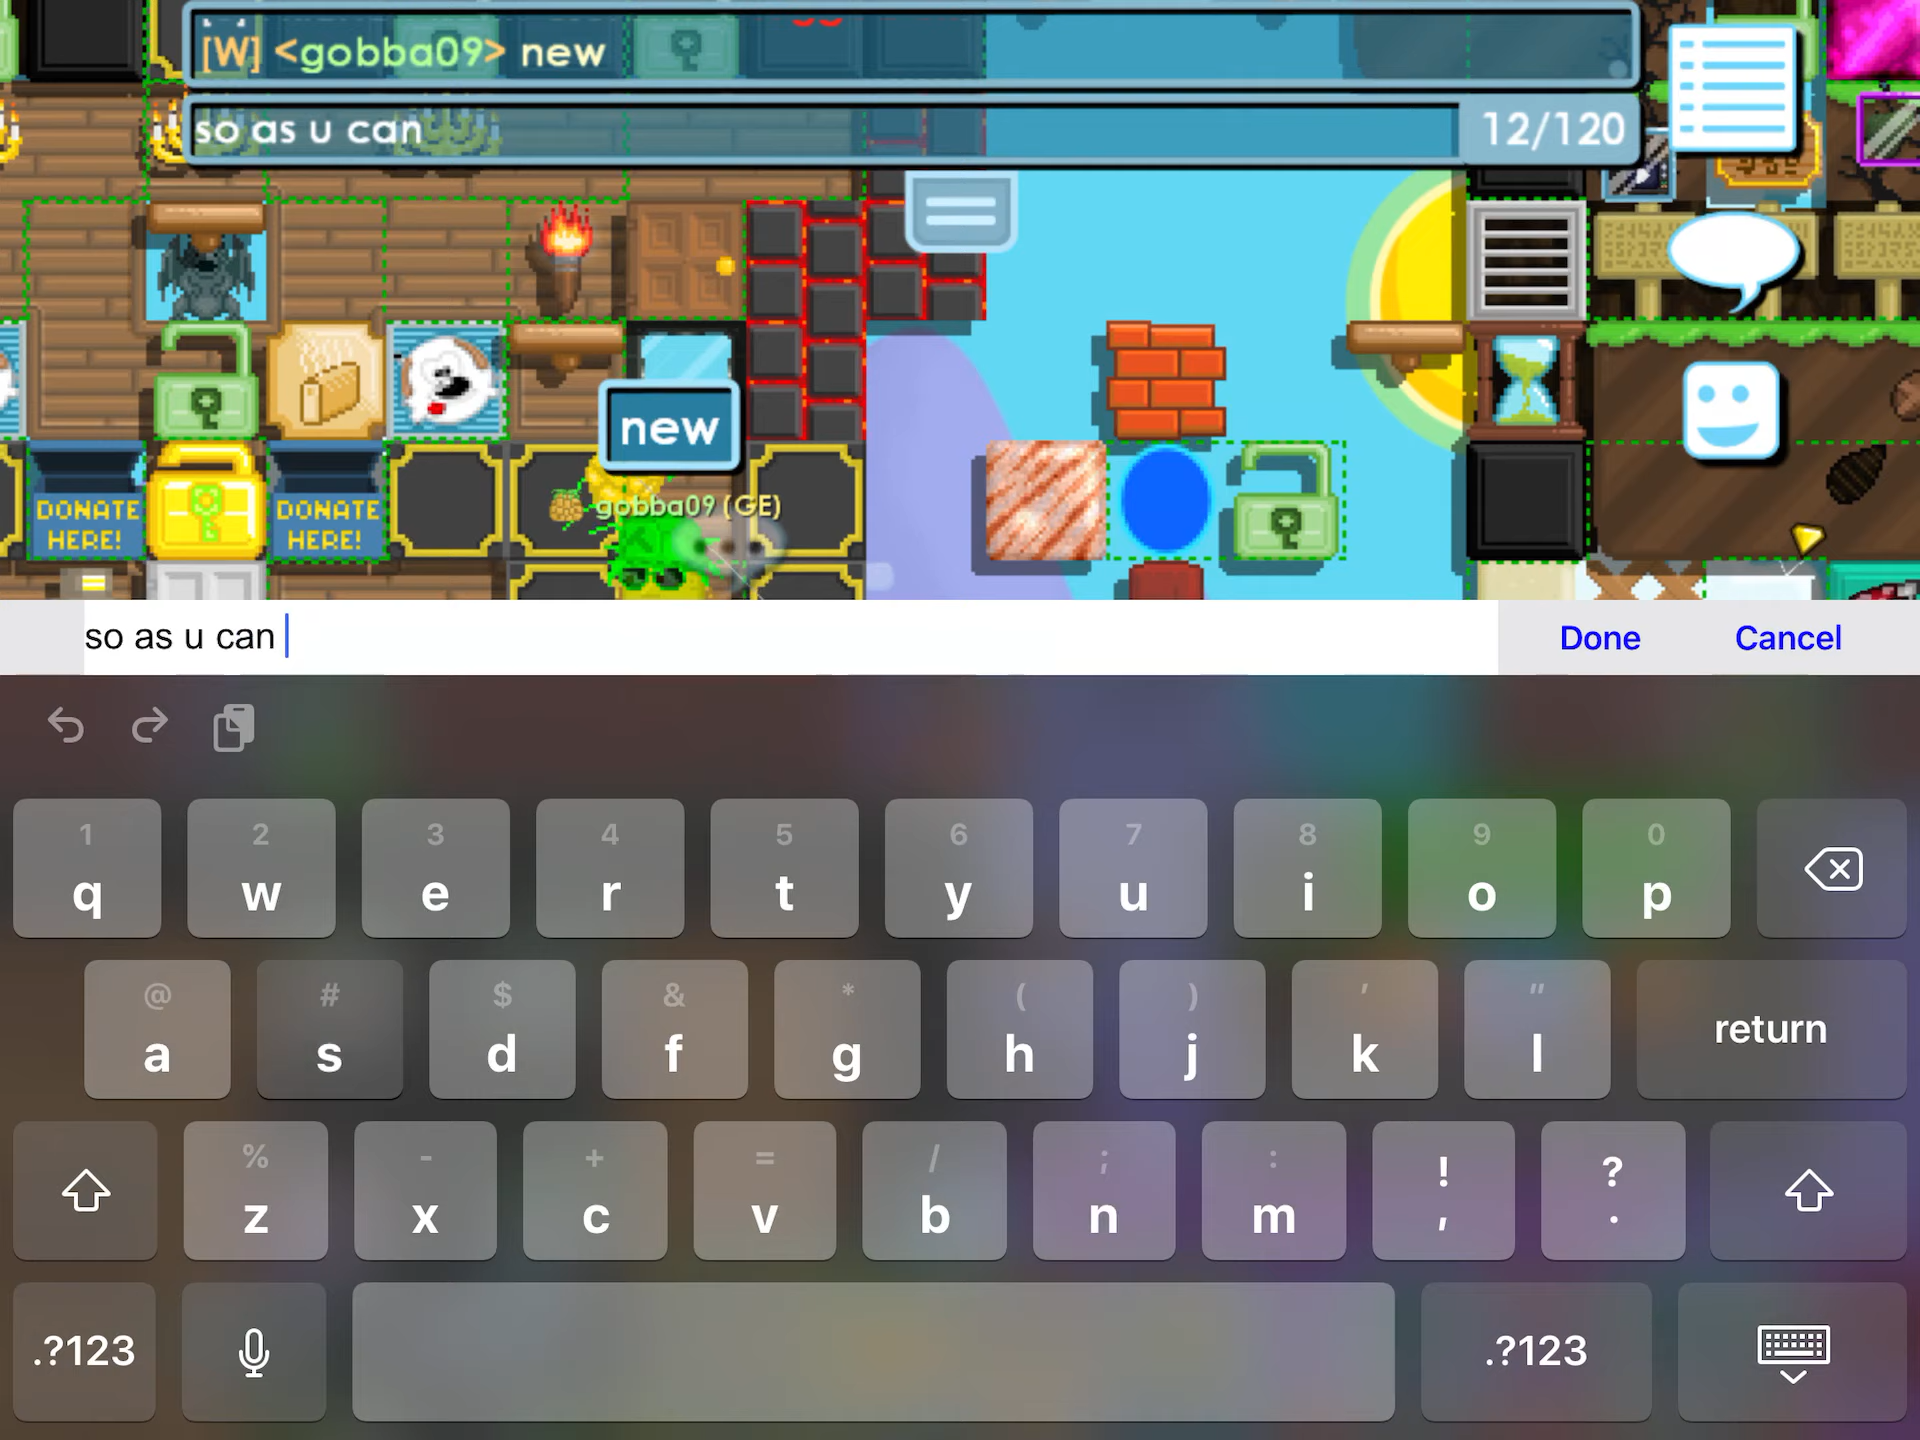 [W] <gobba09> new
so as u can 12/120
new
gobba09 (GE)
DONATE HERE!
DONATE HERE!
so as u can Done Cancel
1 2 3 4 5 6 7 8 9 0
q w e r t y u i o p
@ # $ & * ( ) ' "
a s d f g h j k l return
% - + = / ; : ! ?
z x c v b n m , .
.?123 .?123